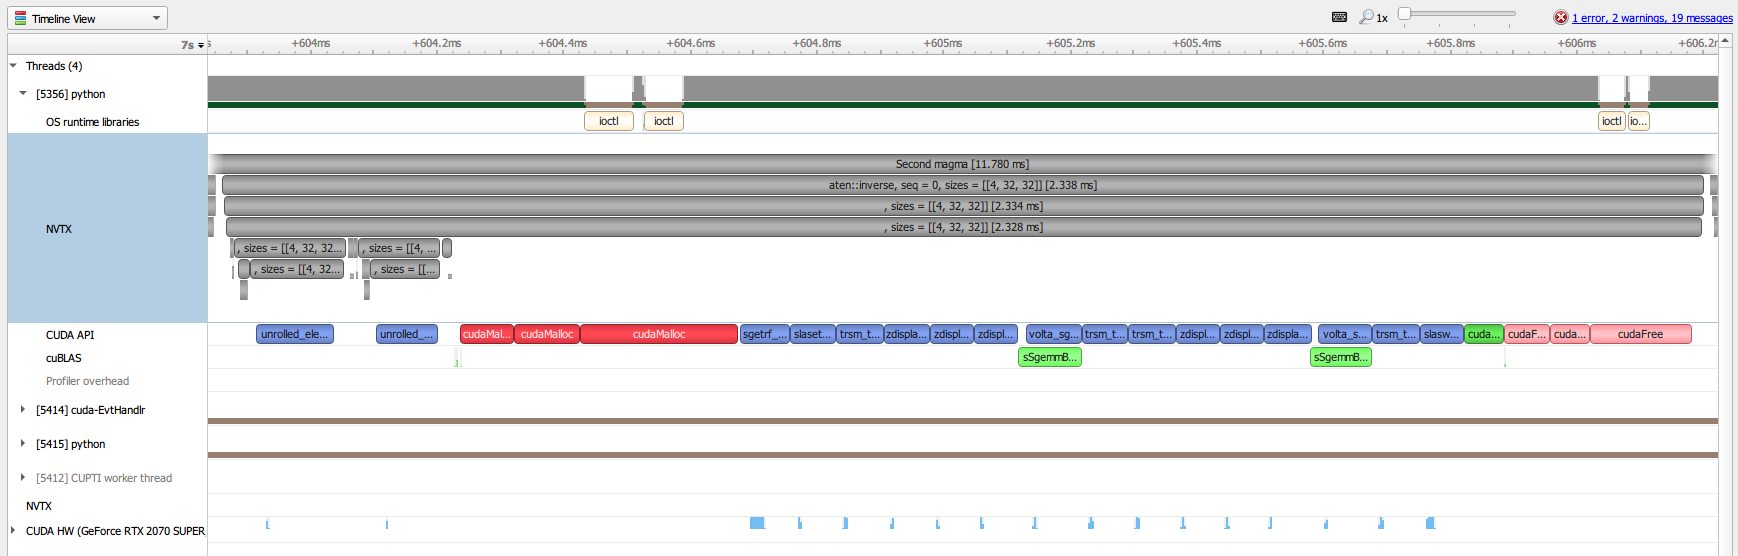 Timeline View 1x 1 error, 2 warnings, 19 messages
7s s +604ms +604.2ms +604.4ms +604.6ms +604.8ms +605ms +605.2ms +605.4ms +605.6ms +605.8ms +606ms +606.2m
Threads (4)
[5356] python
OS runtime libraries ioctl ioctl ioctl io...
Second magma [11.780 ms]
aten::inverse, seq = 0, sizes = [[4, 32, 32]] [2.338 ms]
, sizes = [[4, 32, 32]] [2.334 ms]
NVTX , sizes = [[4, 32, 32]] [2.328 ms]
, sizes = [[4, 32, 32... , sizes = [[4, ...
, sizes = [[4, 32... , sizes = [[...
CUDA API unrolled_ele... unrolled_... cudaMal... cudaMalloc cudaMalloc sgetrf_... slaset... trsm_t... zdispla... zdispl... zdispl... volta_sg... trsm_t... trsm_t... zdispl... zdispl... zdispla... volta_s... trsm_t... slasw... cuda... cudaF... cuda... cudaFree
cuBLAS sSgemmB... sSgemmB...
Profiler overhead
[5414] cuda-EvtHandlr
[5415] python
[5412] CUPTI worker thread
NVTX
CUDA HW (GeForce RTX 2070 SUPER,